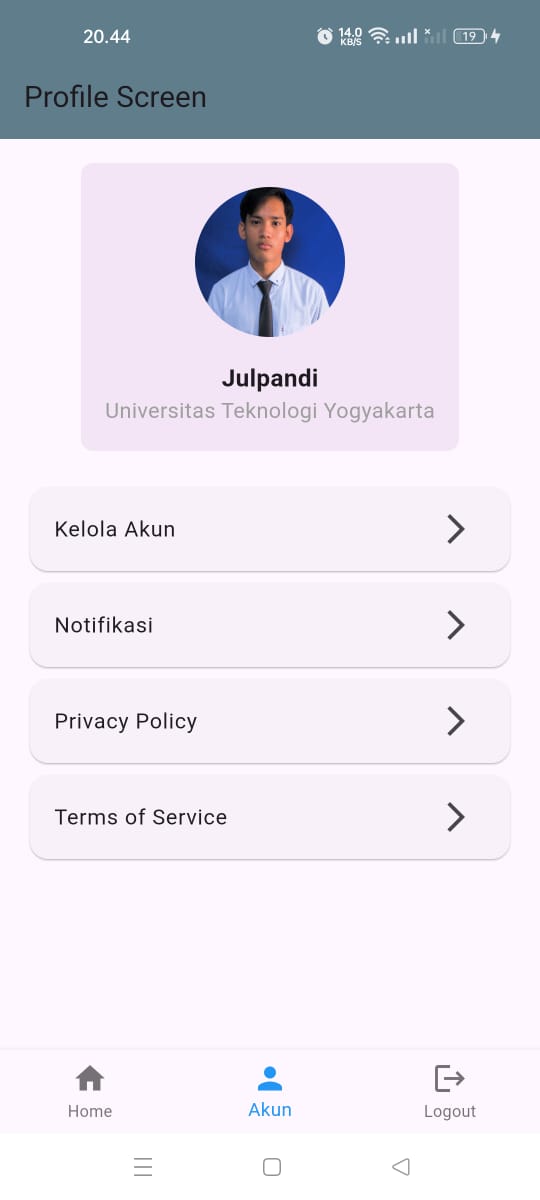 20.44
14.0
KB/S
19
Profile Screen
Julpandi
Universitas Teknologi Yogyakarta
Kelola Akun
Notifikasi
Privacy Policy
Terms of Service
Home
Akun
Logout